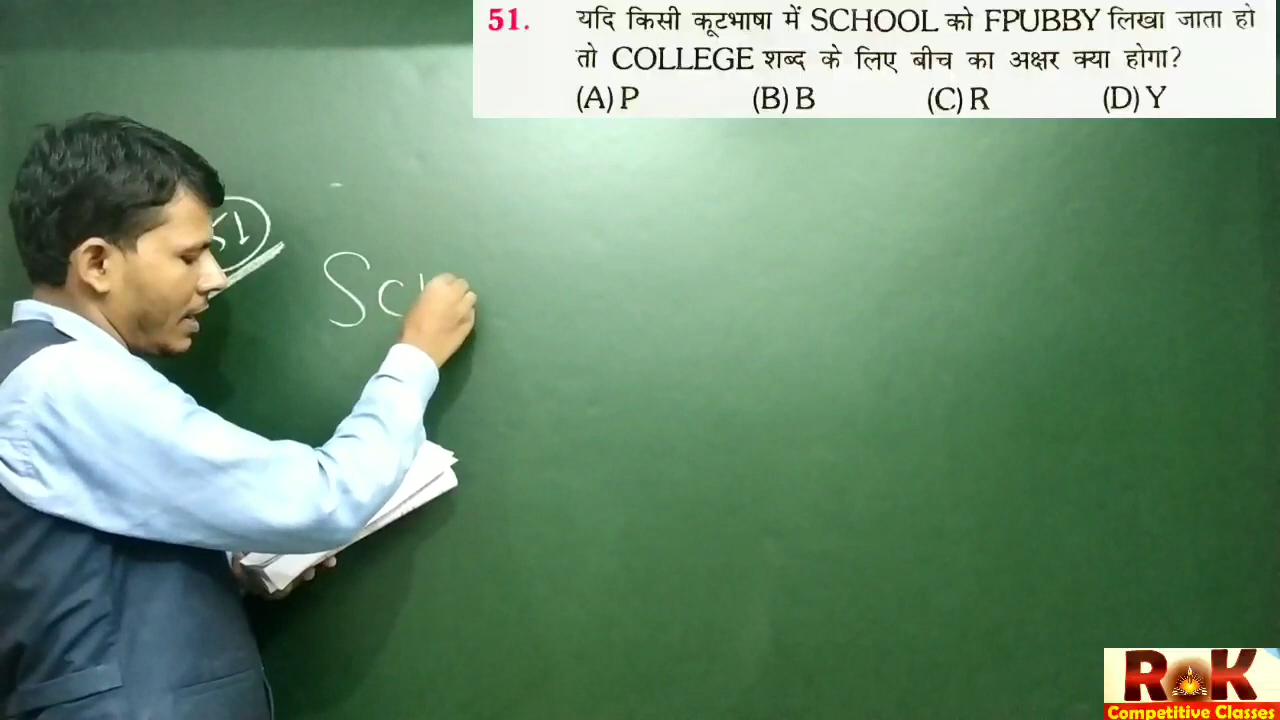 51. यदि किसी कूटभाषा में SCHOOL को FPUBBY लिखा जाता हो
तो COLLEGE शब्द के लिए बीच का अक्षर क्या होगा?
(A) P (B) B (C) R (D) Y
51
Sc
RK
Competitive Classes